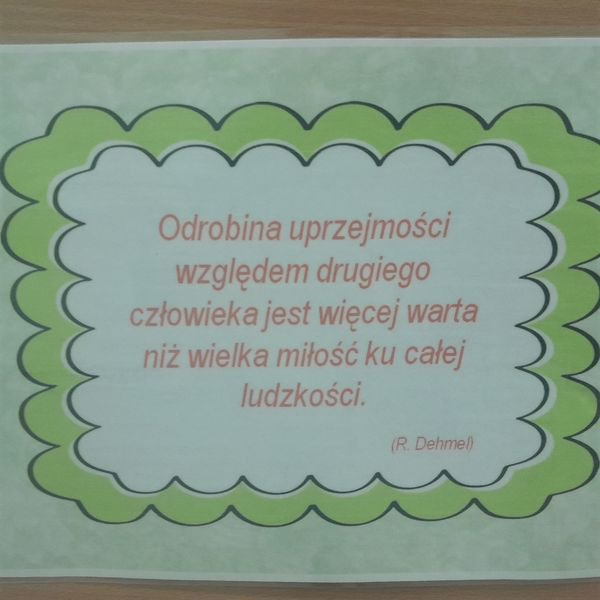 Odrobina uprzejmości
względem drugiego
człowieka jest więcej warta
niż wielka miłość ku całej
ludzkości.
(R. Dehmel)